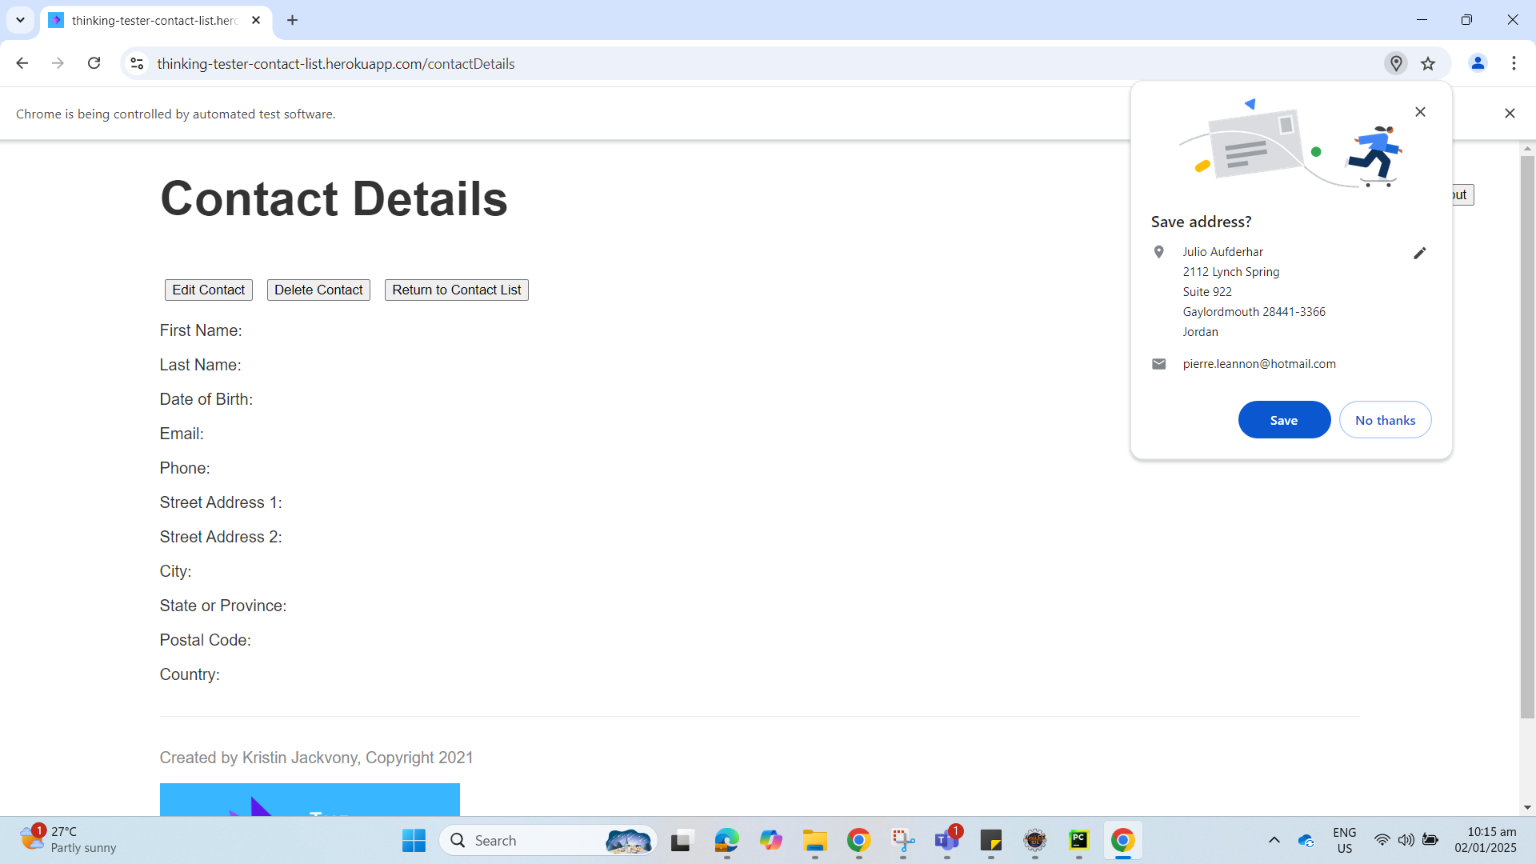 thinking-tester-contact-list.hero
thinking-tester-contact-list.herokuapp.com/contactDetails
Chrome is being controlled by automated test software.
Contact Details
Edit Contact
Delete Contact
Return to Contact List
First Name:
Last Name:
Date of Birth:
Email:
Phone:
Street Address 1:
Street Address 2:
City:
State or Province:
Postal Code:
Country:
Created by Kristin Jackvony, Copyright 2021
Save address?
Julio Aufderhar
2112 Lynch Spring
Suite 922
Gaylordmouth 28441-3366
Jordan
pierre.leannon@hotmail.com
Save
No thanks
1
27°C
Partly sunny
Search
1
PC
ENG
US
10:15 am
02/01/2025